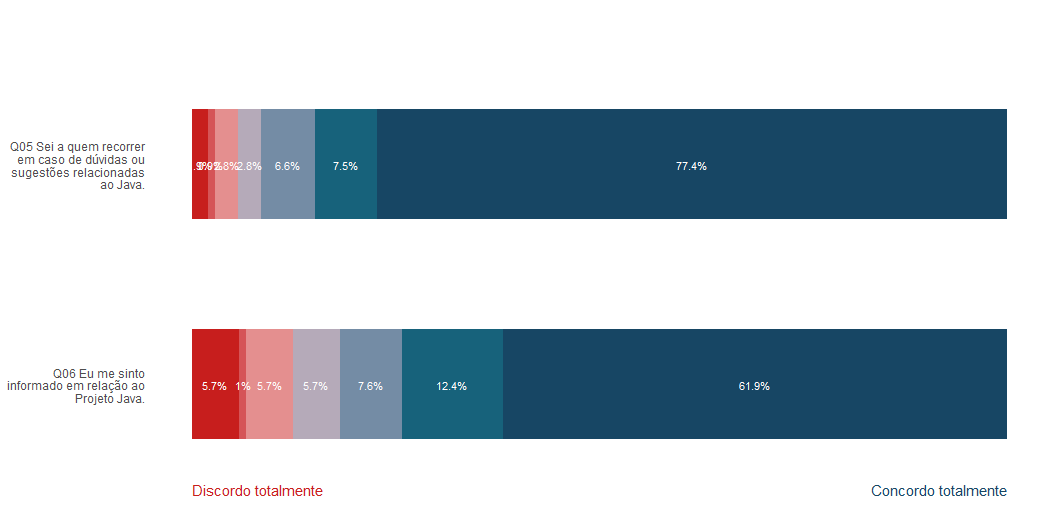 Q05 Sei a quem recorrer
em caso de dúvidas ou
sugestões relacionadas
ao Java.
6.6%
7.5%
77.4%
2.8%
Q06 Eu me sinto
informado em relação ao
Projeto Java.
5.7%
1%
5.7%
5.7%
7.6%
12.4%
61.9%
Discordo totalmente
Concordo totalmente